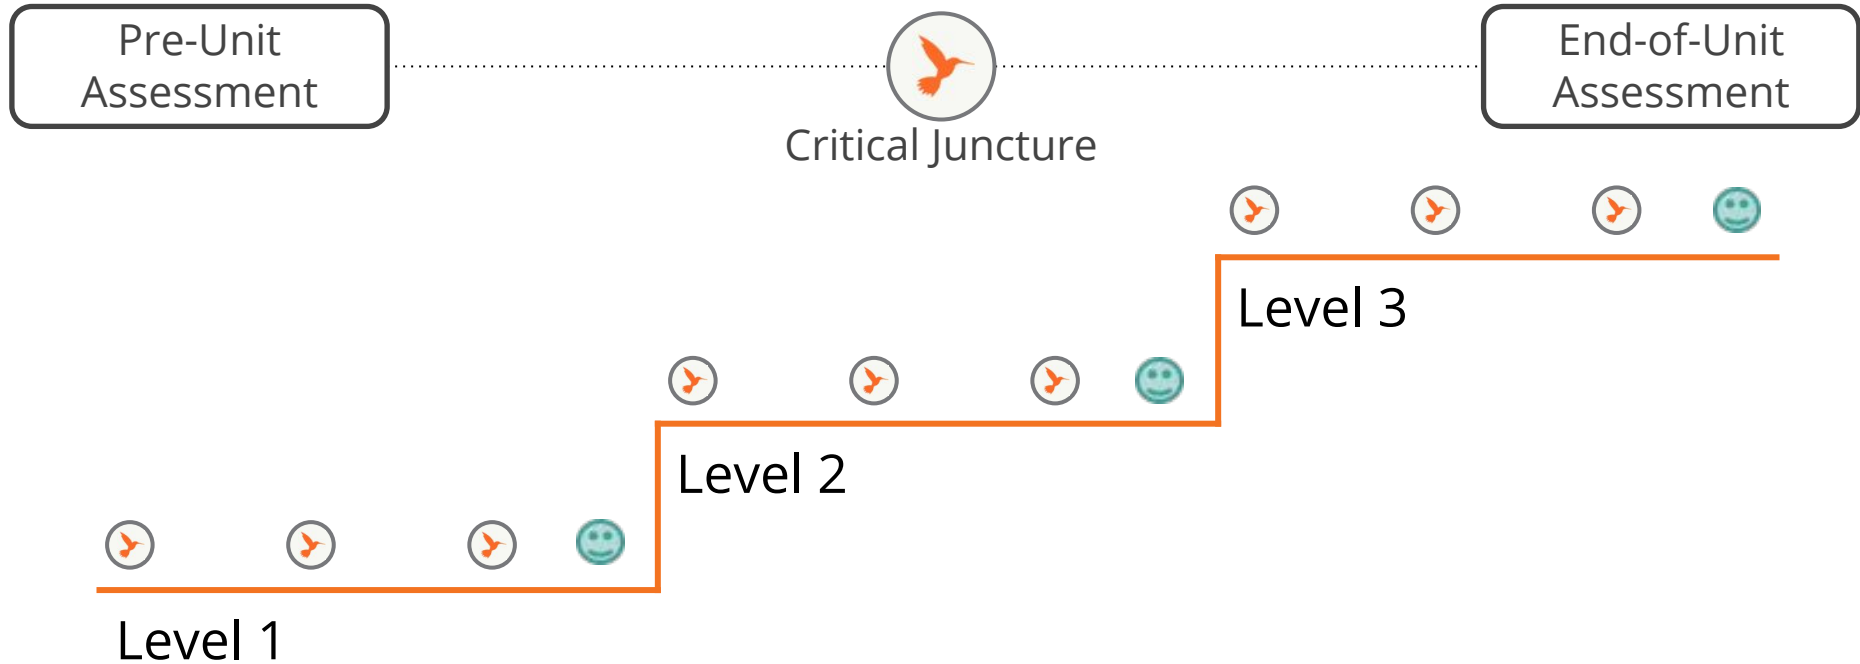 Pre-Unit
Assessment
End-of-Unit
Assessment
Critical Juncture
Level 3
Level 2
Level 1